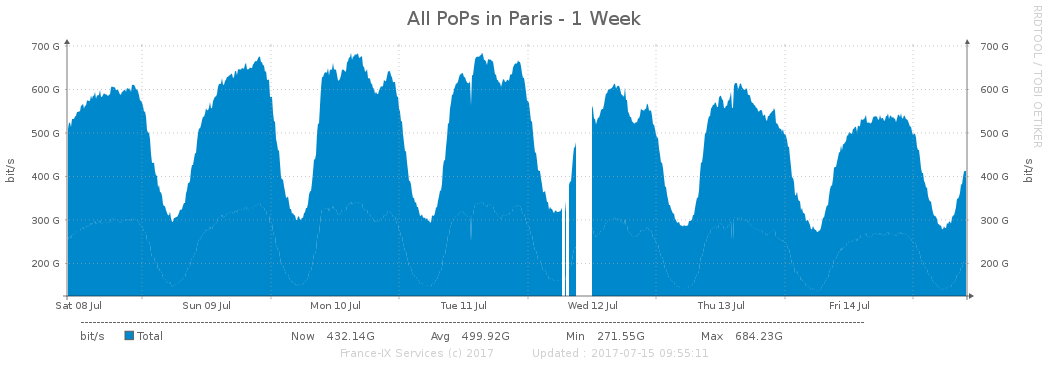 All PoPs in Paris - 1 Week
RRDTOOL / TOBI OETIKER
700 G 700 G
600 G 600 G
500 G 500 G
400 G 400 G
300 G 300 G
200 G 200 G
bit/s bit/s
Sat 08 Jul Sun 09 Jul Mon 10 Jul Tue 11 Jul Wed 12 Jul Thu 13 Jul Fri 14 Jul
bit/s Total Now 432.14G Avg 499.92G Min 271.55G Max 684.23G
France-IX Services (c) 2017 Updated : 2017-07-15 09:55:11